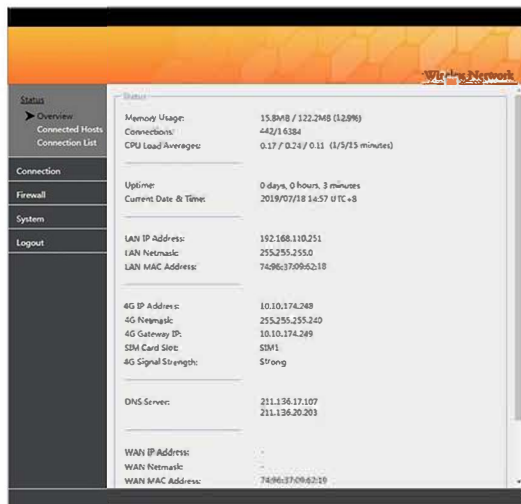 Wireless Network
Status
Overview
Connected Hosts
Connection List
Connection
Firewall
System
Logout
Status
Memory Usage: 15.8MB / 122.2MB (12.9%)
Connections: 442/16384
CPU Load Averages: 0.17 / 0.24 / 0.11 (1/5/15 minutes)
Uptime: 0 days, 0 hours, 3 minutes
Current Date & Time: 2019/07/18 14:57 UTC+8
LAN IP Address: 192.168.110.251
LAN Netmask: 255.255.255.0
LAN MAC Address: 74:96:37:09:62:18
4G IP Address: 10.10.174.248
4G Netmask: 255.255.255.240
4G Gateway IP: 10.10.174.249
SIM Card Slot: SIM1
4G Signal Strength: Strong
DNS Server: 211.136.17.107
211.136.20.203
WAN IP Address: -
WAN Netmask: -
WAN MAC Address: 74:96:37:09:62:19